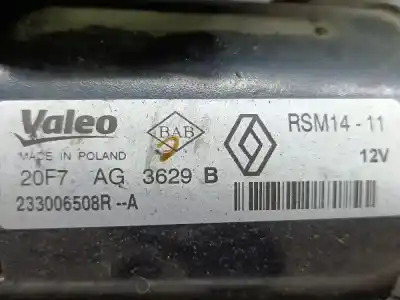 Valeo
BAB
RSM14 - 11
MADE IN POLAND
12V
20F7 AG 3629 B
233006508R--A